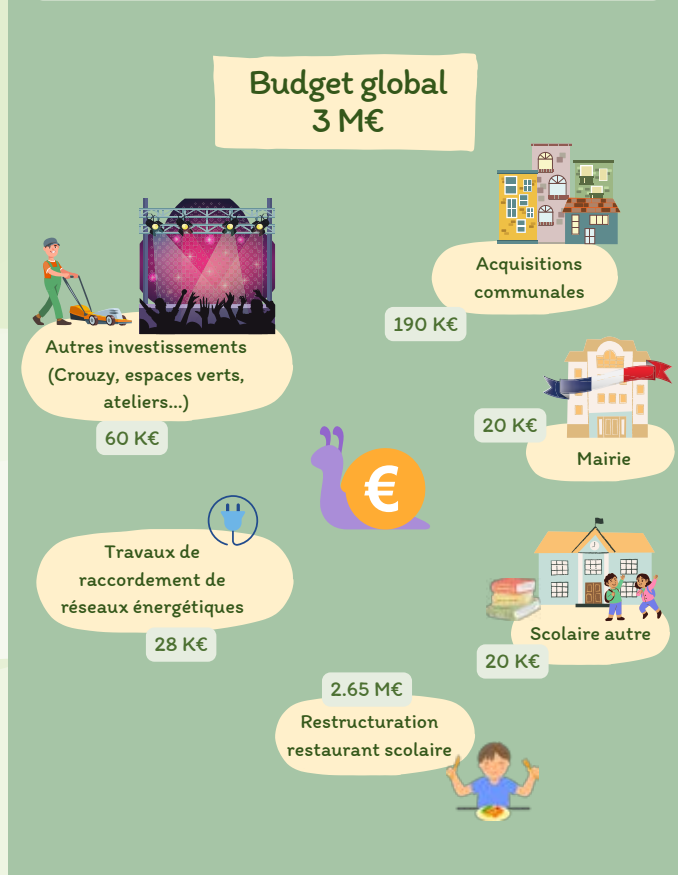 Budget global
3 M€
Acquisitions
communales
190 K€
Autres investissements
(Crouzy, espaces verts,
ateliers...)
60 K€
20 K€
Mairie
€
Travaux de
raccordement de
réseaux énergétiques
28 K€
Scolaire autre
20 K€
2.65 M€
Restructuration
restaurant scolaire